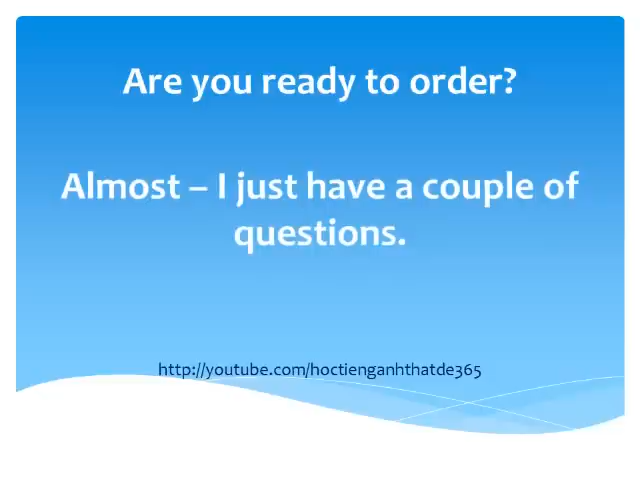 Are you ready to order?
Almost – I just have a couple of
questions.
http://youtube.com/hoctienganhthatde365